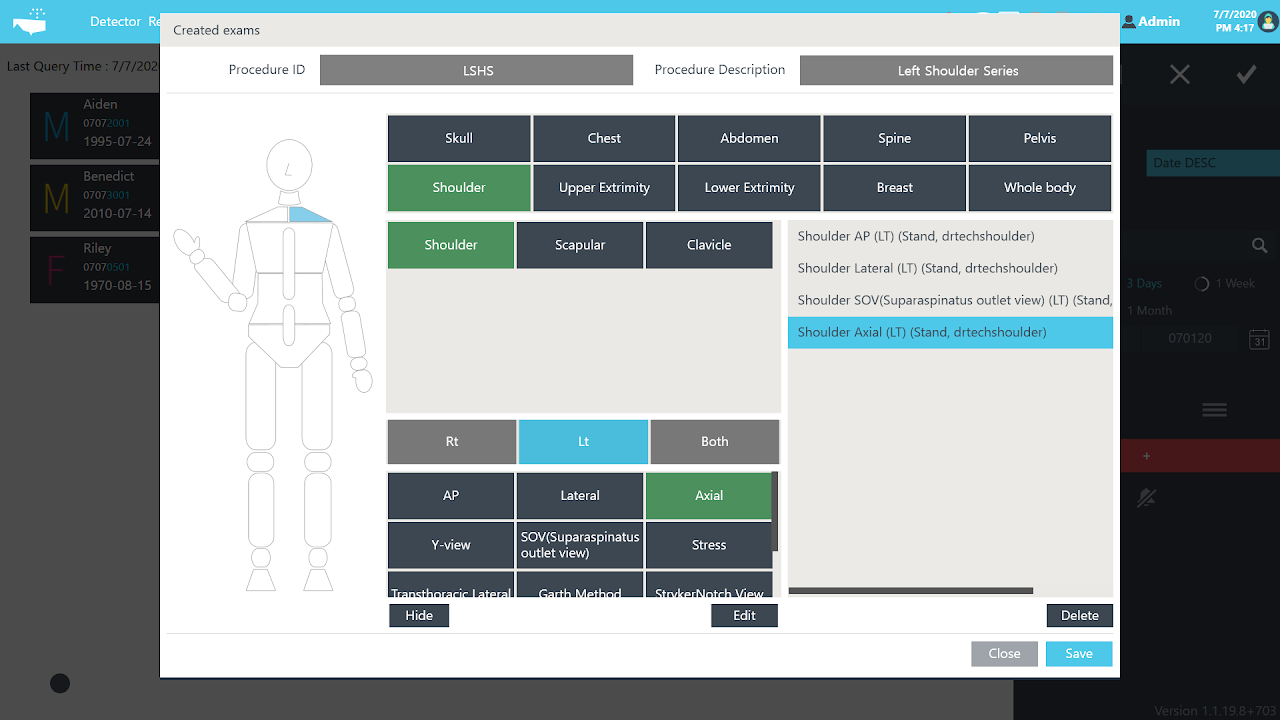 Detector Re
Admin
7/7/2020
PM 4:17
Created exams
Last Query Time : 7/7/202
Procedure ID
LSHS
Procedure Description
Left Shoulder Series
M
Aiden
07072001
1995-07-24
M
Benedict
07073001
2010-07-14
F
Riley
07070501
1970-08-15
Skull
Chest
Abdomen
Spine
Pelvis
Shoulder
Upper Extrimity
Lower Extrimity
Breast
Whole body
Shoulder
Scapular
Clavicle
Shoulder AP (LT) (Stand, drtechshoulder)
Shoulder Lateral (LT) (Stand, drtechshoulder)
Shoulder SOV(Suparaspinatus outlet view) (LT) (Stand,
Shoulder Axial (LT) (Stand, drtechshoulder)
Rt
Lt
Both
AP
Lateral
Axial
Y-view
SOV(Suparaspinatus
outlet view)
Stress
Transthoracic Lateral
Garth Method
StrykerNotch View
Hide
Edit
Delete
Close
Save
Date DESC
3 Days
1 Week
1 Month
070120
31
+
Version 1.1.19.8+703